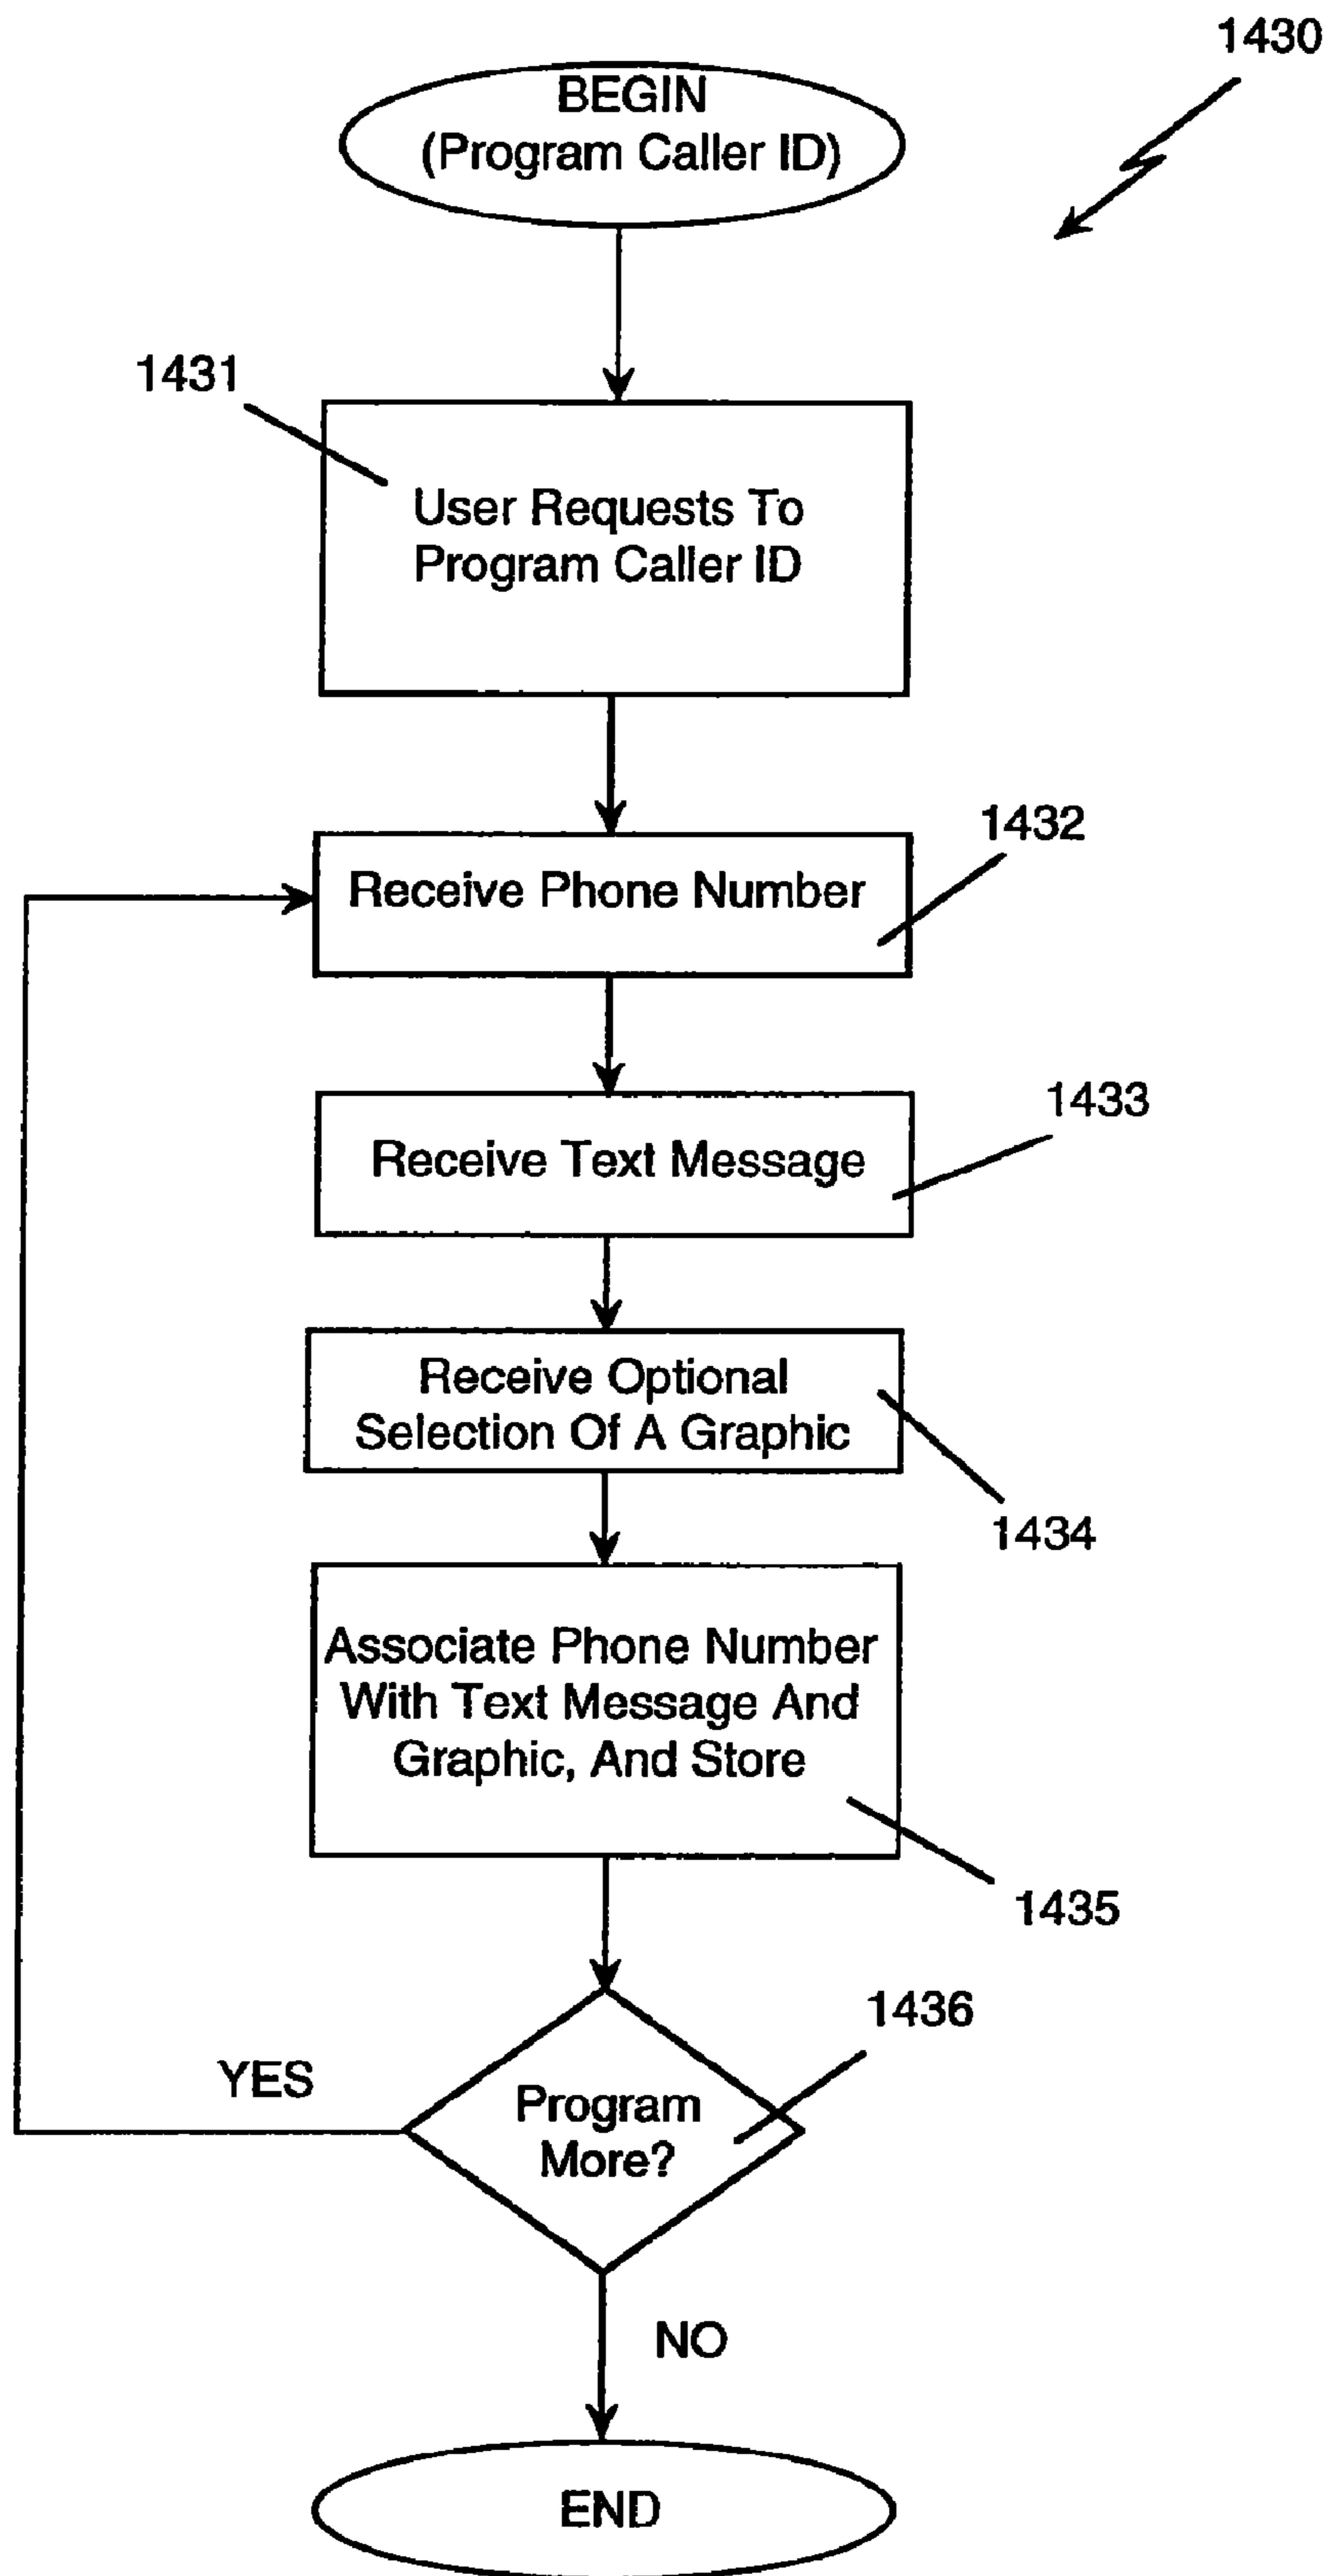 1430
BEGIN
(Program Caller ID)
1431
User Requests To
Program Caller ID
1432
Receive Phone Number
1433
Receive Text Message
Receive Optional
Selection Of A Graphic
1434
Associate Phone Number
With Text Message And
Graphic, And Store
1435
1436
YES
Program
More?
NO
END